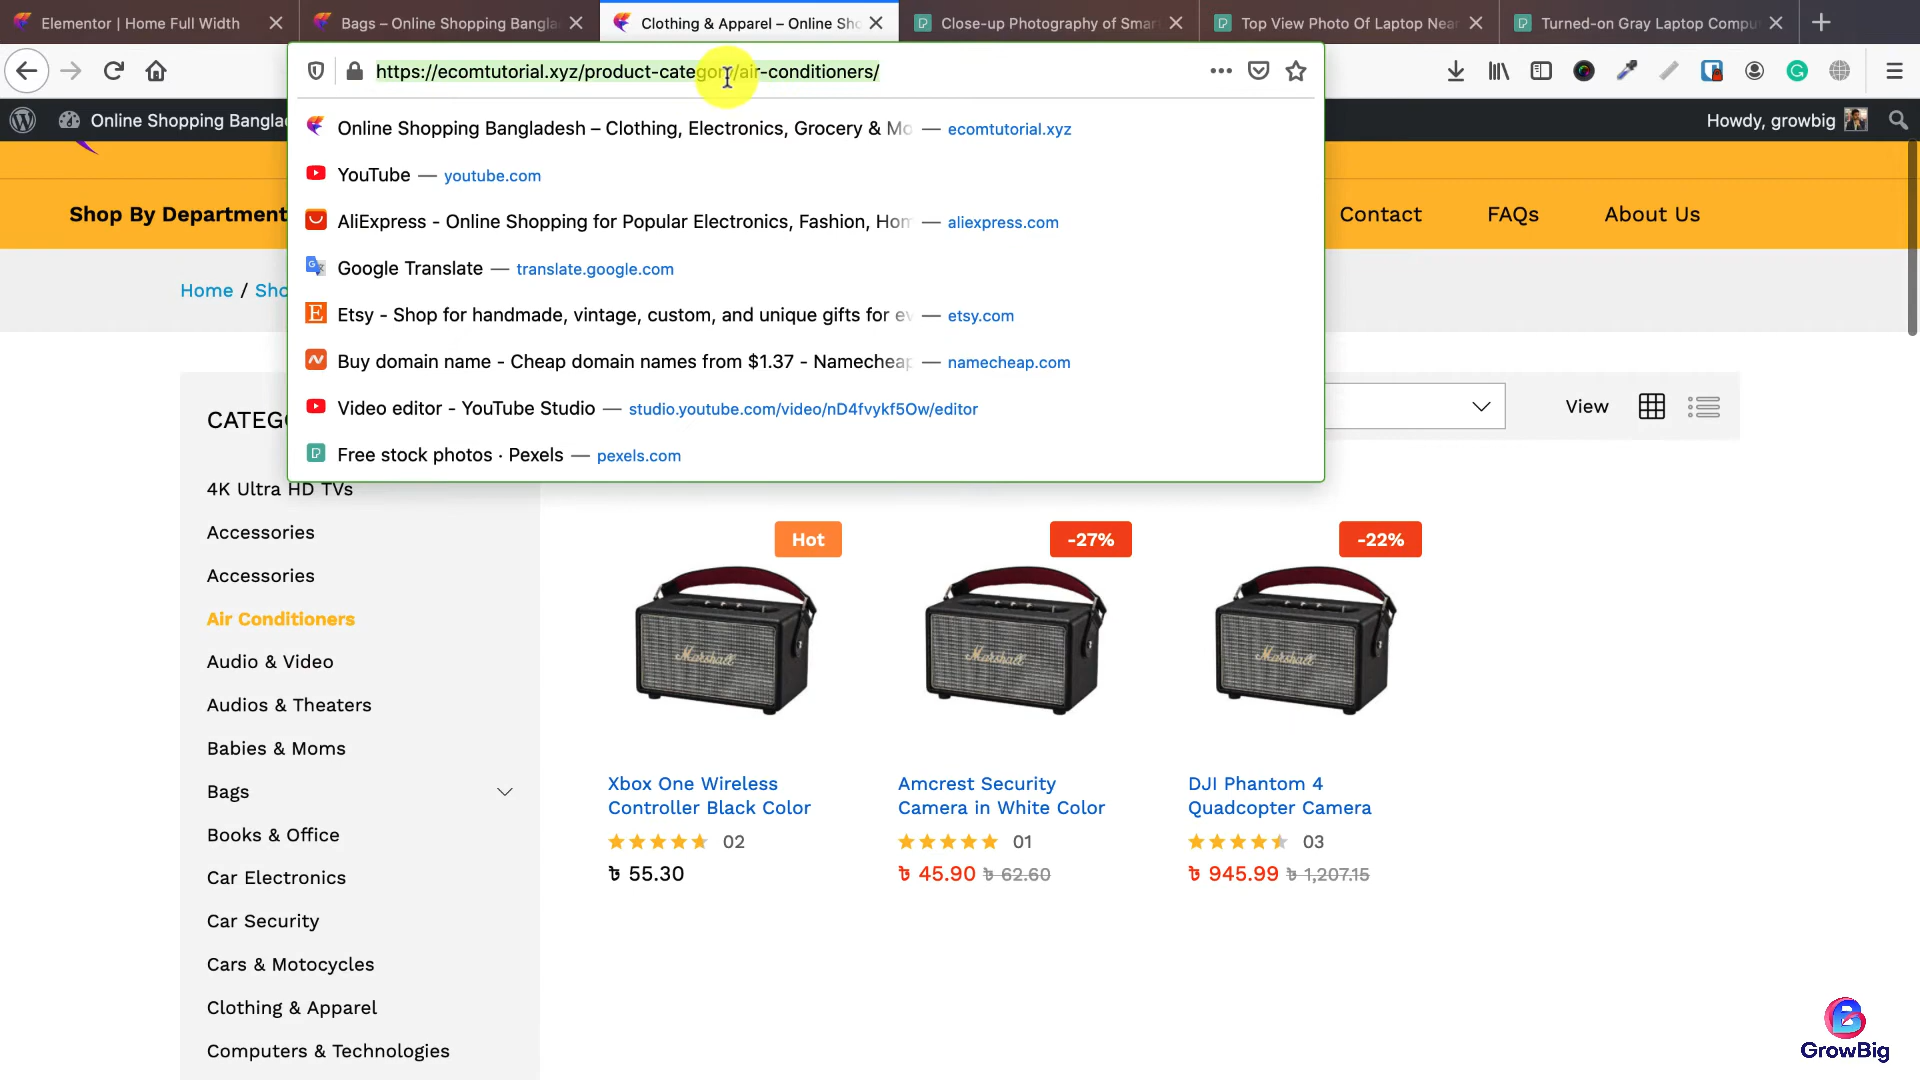 Elementor | Home Full Width
Bags – Online Shopping Bangla
Clothing & Apparel – Online Sho
Close-up Photography of Smar
Top View Photo Of Laptop Near
Turned-on Gray Laptop Compu
https://ecomtutorial.xyz/product-category/air-conditioners/
Online Shopping Bangla
Howdy, growbig
Online Shopping Bangladesh – Clothing, Electronics, Grocery & Mo — ecomtutorial.xyz
YouTube — youtube.com
AliExpress - Online Shopping for Popular Electronics, Fashion, Hom — aliexpress.com
Google Translate — translate.google.com
Etsy - Shop for handmade, vintage, custom, and unique gifts for ev — etsy.com
Buy domain name - Cheap domain names from $1.37 - Namecheap — namecheap.com
Video editor - YouTube Studio — studio.youtube.com/video/nD4fvykf5Ow/editor
Free stock photos · Pexels — pexels.com
Shop By Department
Contact
FAQs
About Us
Home / Sho
View
CATEG
4K Ultra HD TVs
Accessories
Accessories
Air Conditioners
Audio & Video
Audios & Theaters
Babies & Moms
Bags
Books & Office
Car Electronics
Car Security
Cars & Motocycles
Clothing & Apparel
Computers & Technologies
Hot
Marshall
Xbox One Wireless
Controller Black Color
02
৳ 55.30
-27%
Marshall
Amcrest Security
Camera in White Color
01
৳ 45.90 ৳ 62.60
-22%
Marshall
DJI Phantom 4
Quadcopter Camera
03
৳ 945.99 ৳ 1,207.15
GrowBig